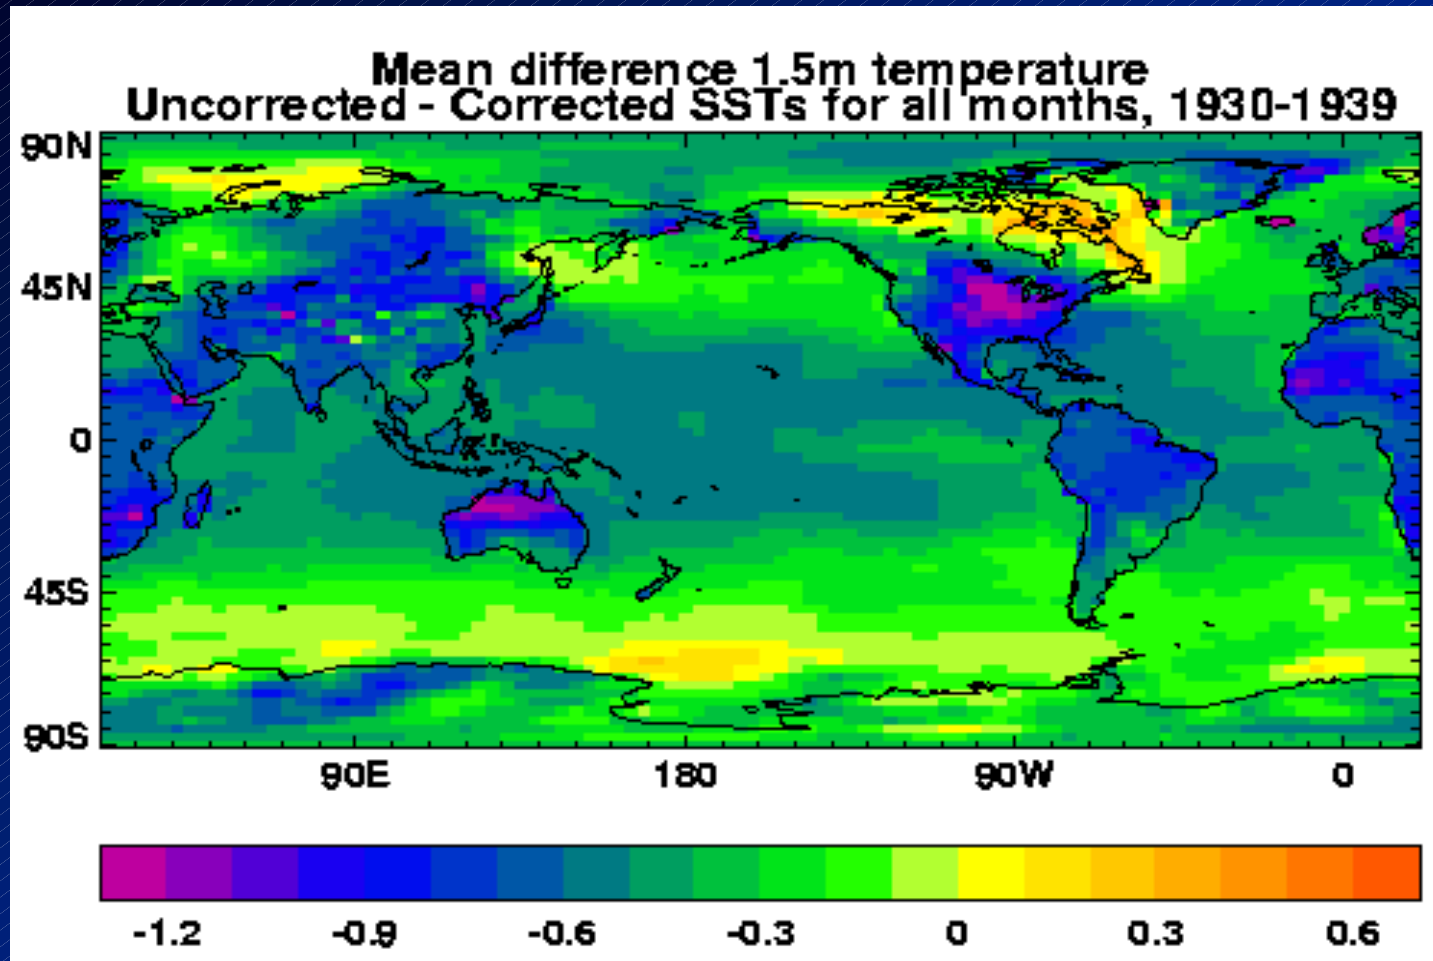 Mean difference 1.5m temperature
Uncorrected - Corrected SSTs for all months, 1930-1939
90N
45N
0
45S
90S
90E 180 90W 0
-1.2 -0.9 -0.6 -0.3 0 0.3 0.6